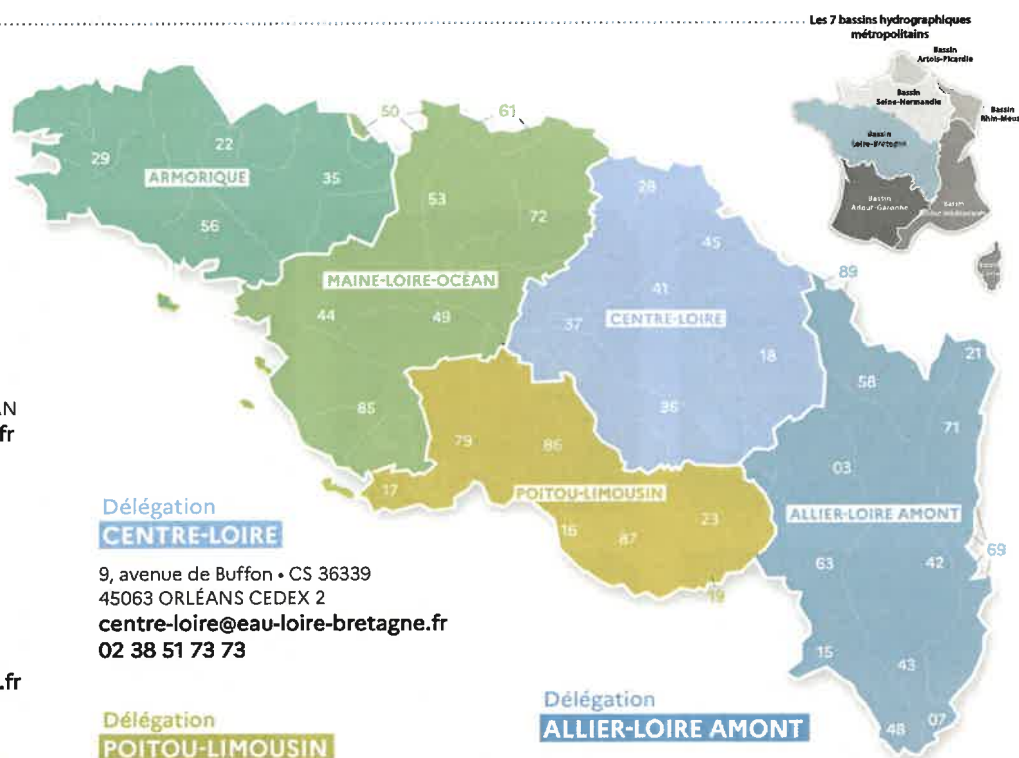 Les 7 bassins hydrographiques
métropolitains
Bassin
Artois-Picardie
Bassin
Seine-Normandie
Bassin
Rhin-Meus
Bassin
Loire-Bretagne
Bassin
Adour-Garonne
Bassin
50
61
29
22
35
ARMORIQUE
56
53
72
28
45
89
MAINE-LOIRE-OCÉAN
41
44
49
37
CENTRE-LOIRE
18
21
58
85
36
71
79
86
03
17
POITOU-LIMOUSIN
16
87
23
ALLIER-LOIRE AMONT
63
42
69
19
15
43
48
07
AN
fr
Délégation
CENTRE-LOIRE
9, avenue de Buffon • CS 36339
45063 ORLÉANS CEDEX 2
centre-loire@eau-loire-bretagne.fr
02 38 51 73 73
.fr
Délégation
POITOU-LIMOUSIN
Délégation
ALLIER-LOIRE AMONT